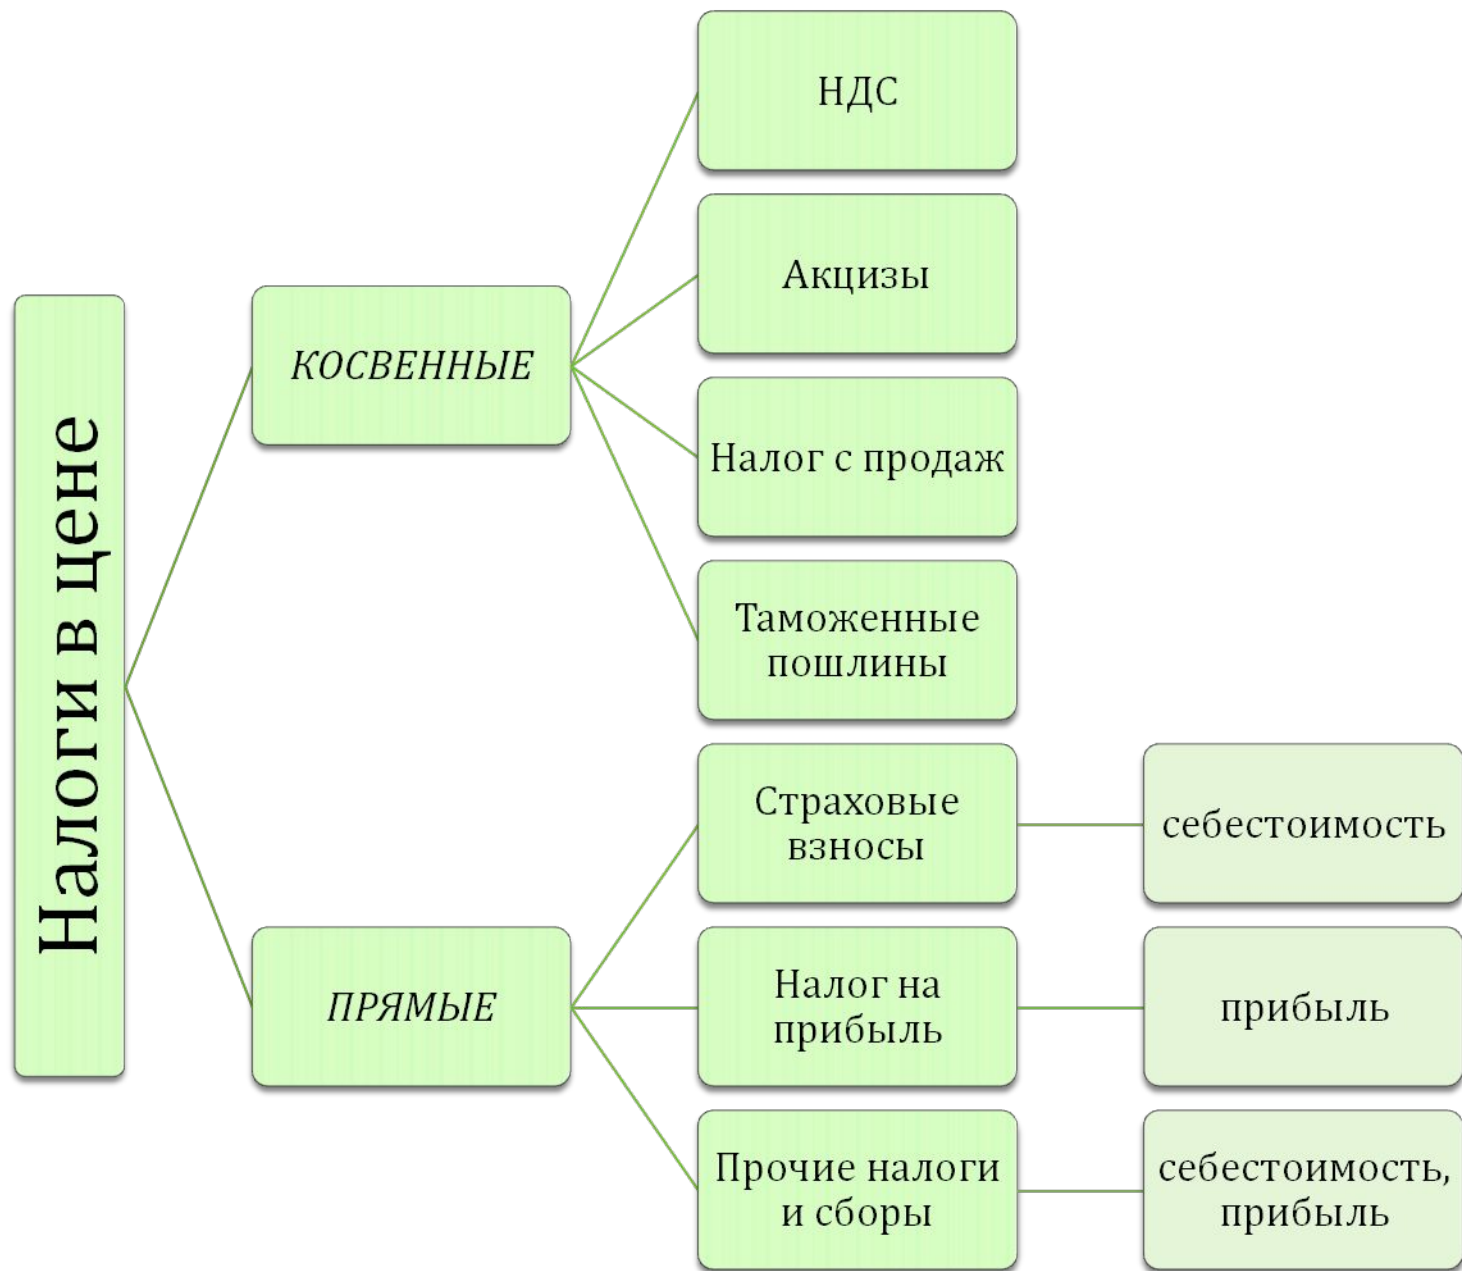 Налоги в цене
КОСВЕННЫЕ
НДС
Акцизы
Налог с продаж
Таможенные
пошлины
ПРЯМЫЕ
Страховые
взносы
себестоимость
Налог на
прибыль
прибыль
Прочие налоги
и сборы
себестоимость,
прибыль